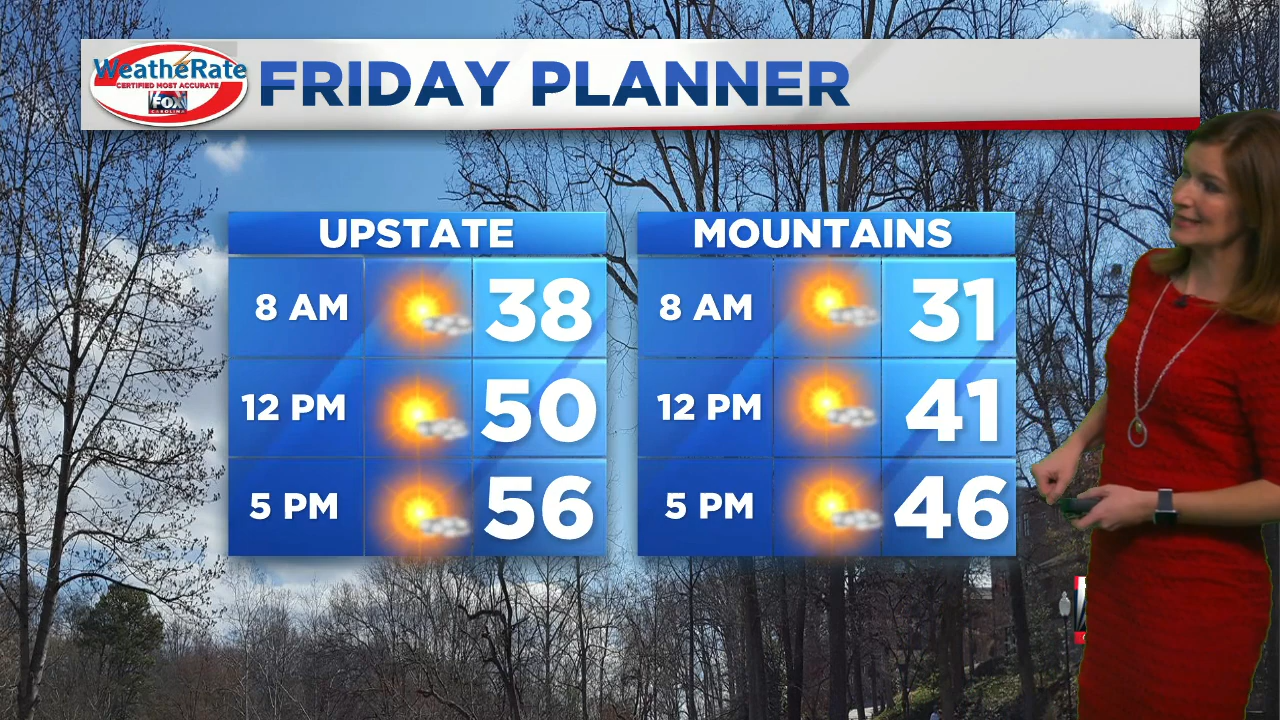 WeatheRate
CERTIFIED MOST ACCURATE
FOX
CAROLINA
FRIDAY PLANNER
UPSTATE
8 AM 38
12 PM 50
5 PM 56
MOUNTAINS
8 AM 31
12 PM 41
5 PM 46